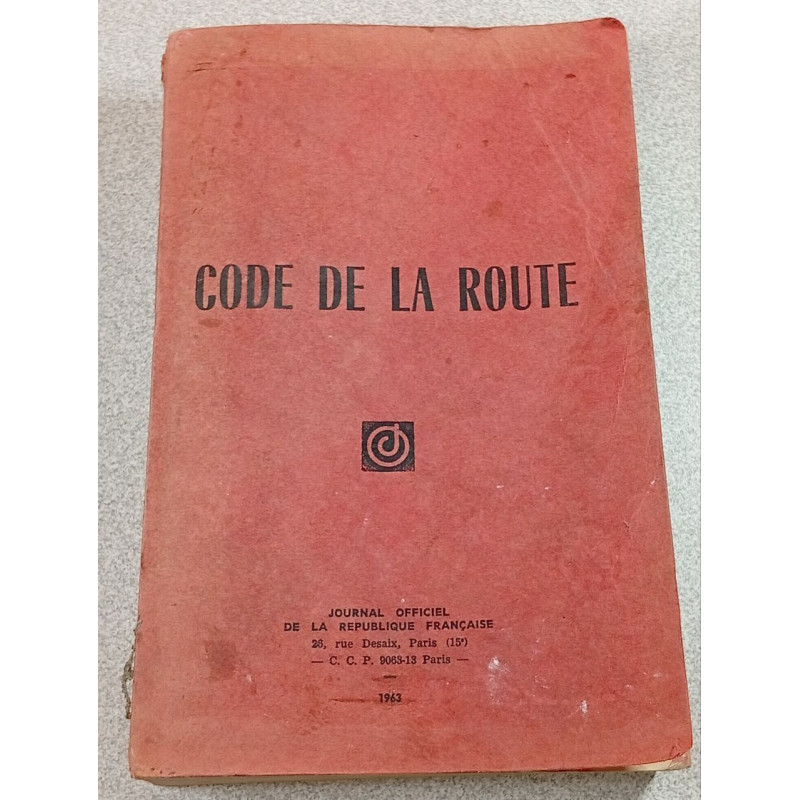 CODE DE LA ROUTE
JOURNAL OFFICIEL
DE LA REPUBLIQUE FRANÇAISE
26, rue Desaix, Paris (15ᵉ)
— C. C. P. 9063-13 Paris —
1963